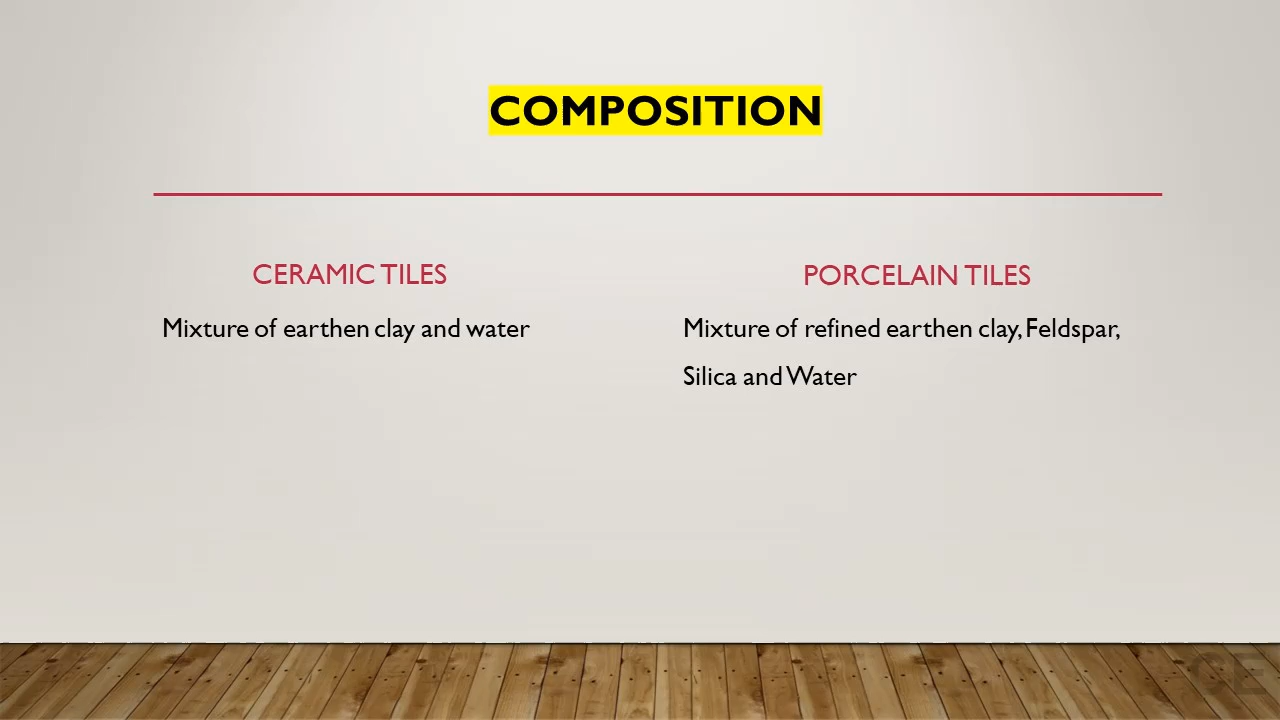 COMPOSITION
CERAMIC TILES
Mixture of earthen clay and water
PORCELAIN TILES
Mixture of refined earthen clay, Feldspar,
Silica and Water
CE